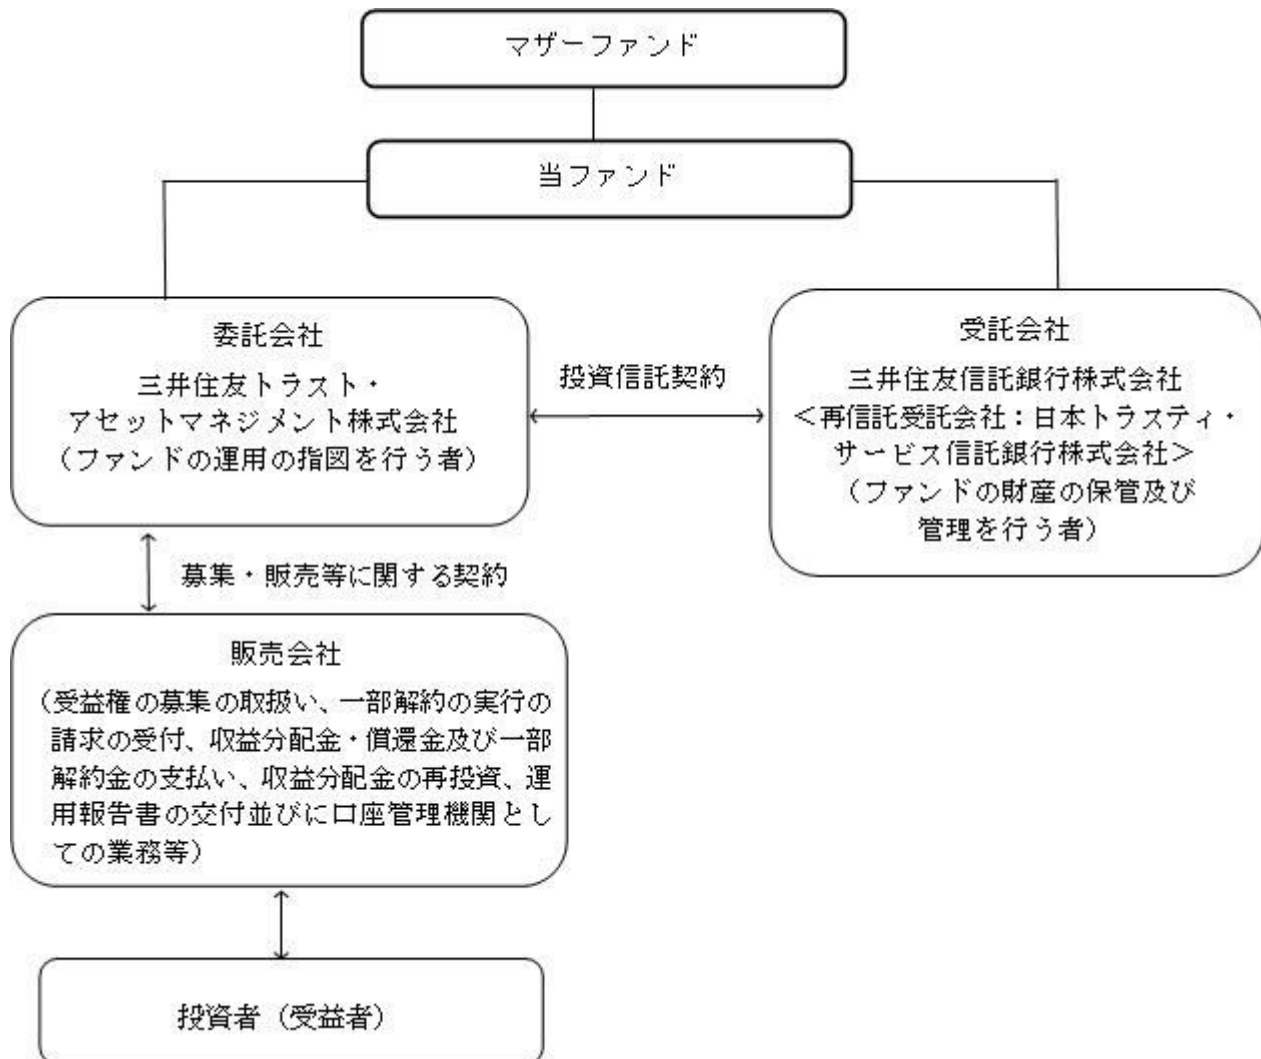 マザーファンド
当ファンド
委託会社
三井住友トラスト・
アセットマネジメント株式会社
（ファンドの運用の指図を行う者）
投資信託契約
受託会社
三井住友信託銀行株式会社
＜再信託受託会社：日本トラスティ・
サービス信託銀行株式会社＞
（ファンドの財産の保管及び
管理を行う者）
募集・販売等に関する契約
販売会社
（受益権の募集の取扱い、一部解約の実行の
請求の受付、収益分配金・償還金及び一部
解約金の支払い、収益分配金の再投資、運
用報告書の交付並びに口座管理機関とし
ての業務等）
投資者（受益者）